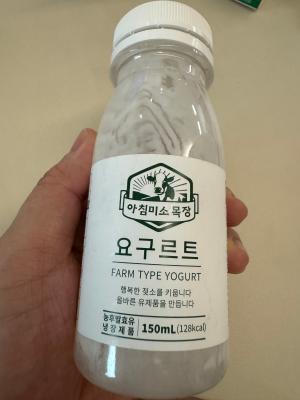 아침미소목장
요구르트
FARM TYPE YOGURT
행복한 젖소를 키웁니다
올바른 유제품을 만듭니다
농후발효유
냉장제품
150mL(128kcal)